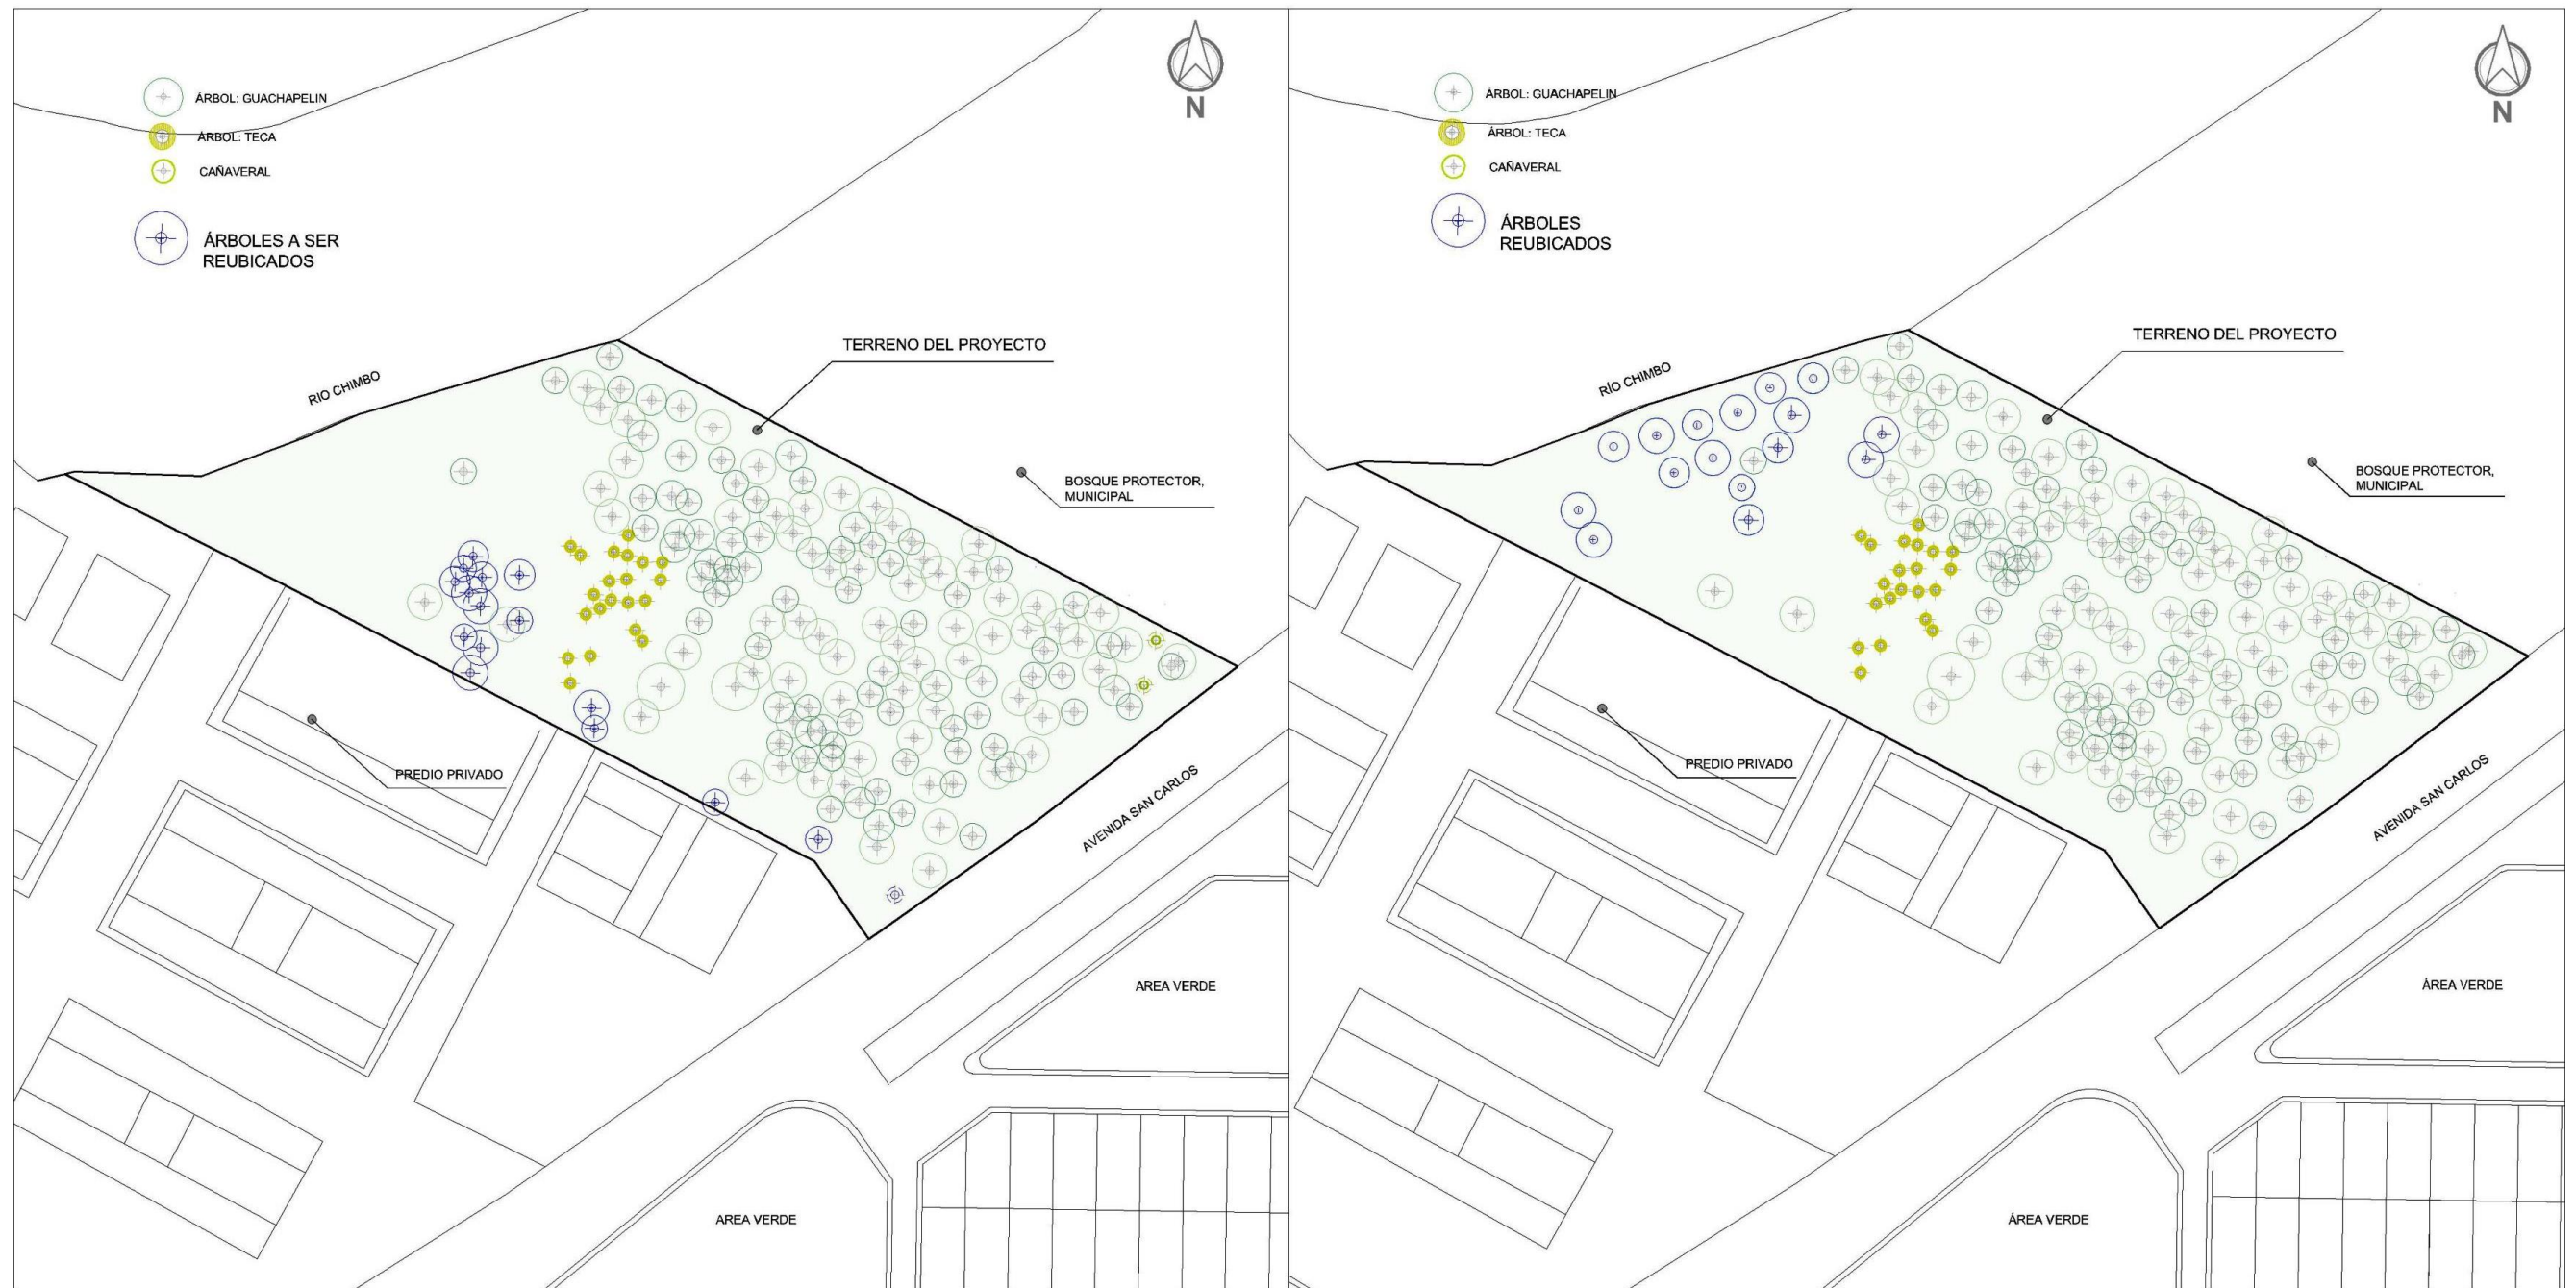 N
ÁRBOL: GUACHAPELIN
ÁRBOL: TECA
CAÑAVERAL
ÁRBOLES A SER
REUBICADOS
TERRENO DEL PROYECTO
RIO CHIMBO
BOSQUE PROTECTOR,
MUNICIPAL
PREDIO PRIVADO
AVENIDA SAN CARLOS
AREA VERDE
AREA VERDE
N
ÁRBOL: GUACHAPELIN
ÁRBOL: TECA
CAÑAVERAL
ÁRBOLES
REUBICADOS
TERRENO DEL PROYECTO
RÍO CHIMBO
BOSQUE PROTECTOR,
MUNICIPAL
PREDIO PRIVADO
AVENIDA SAN CARLOS
ÁREA VERDE
ÁREA VERDE